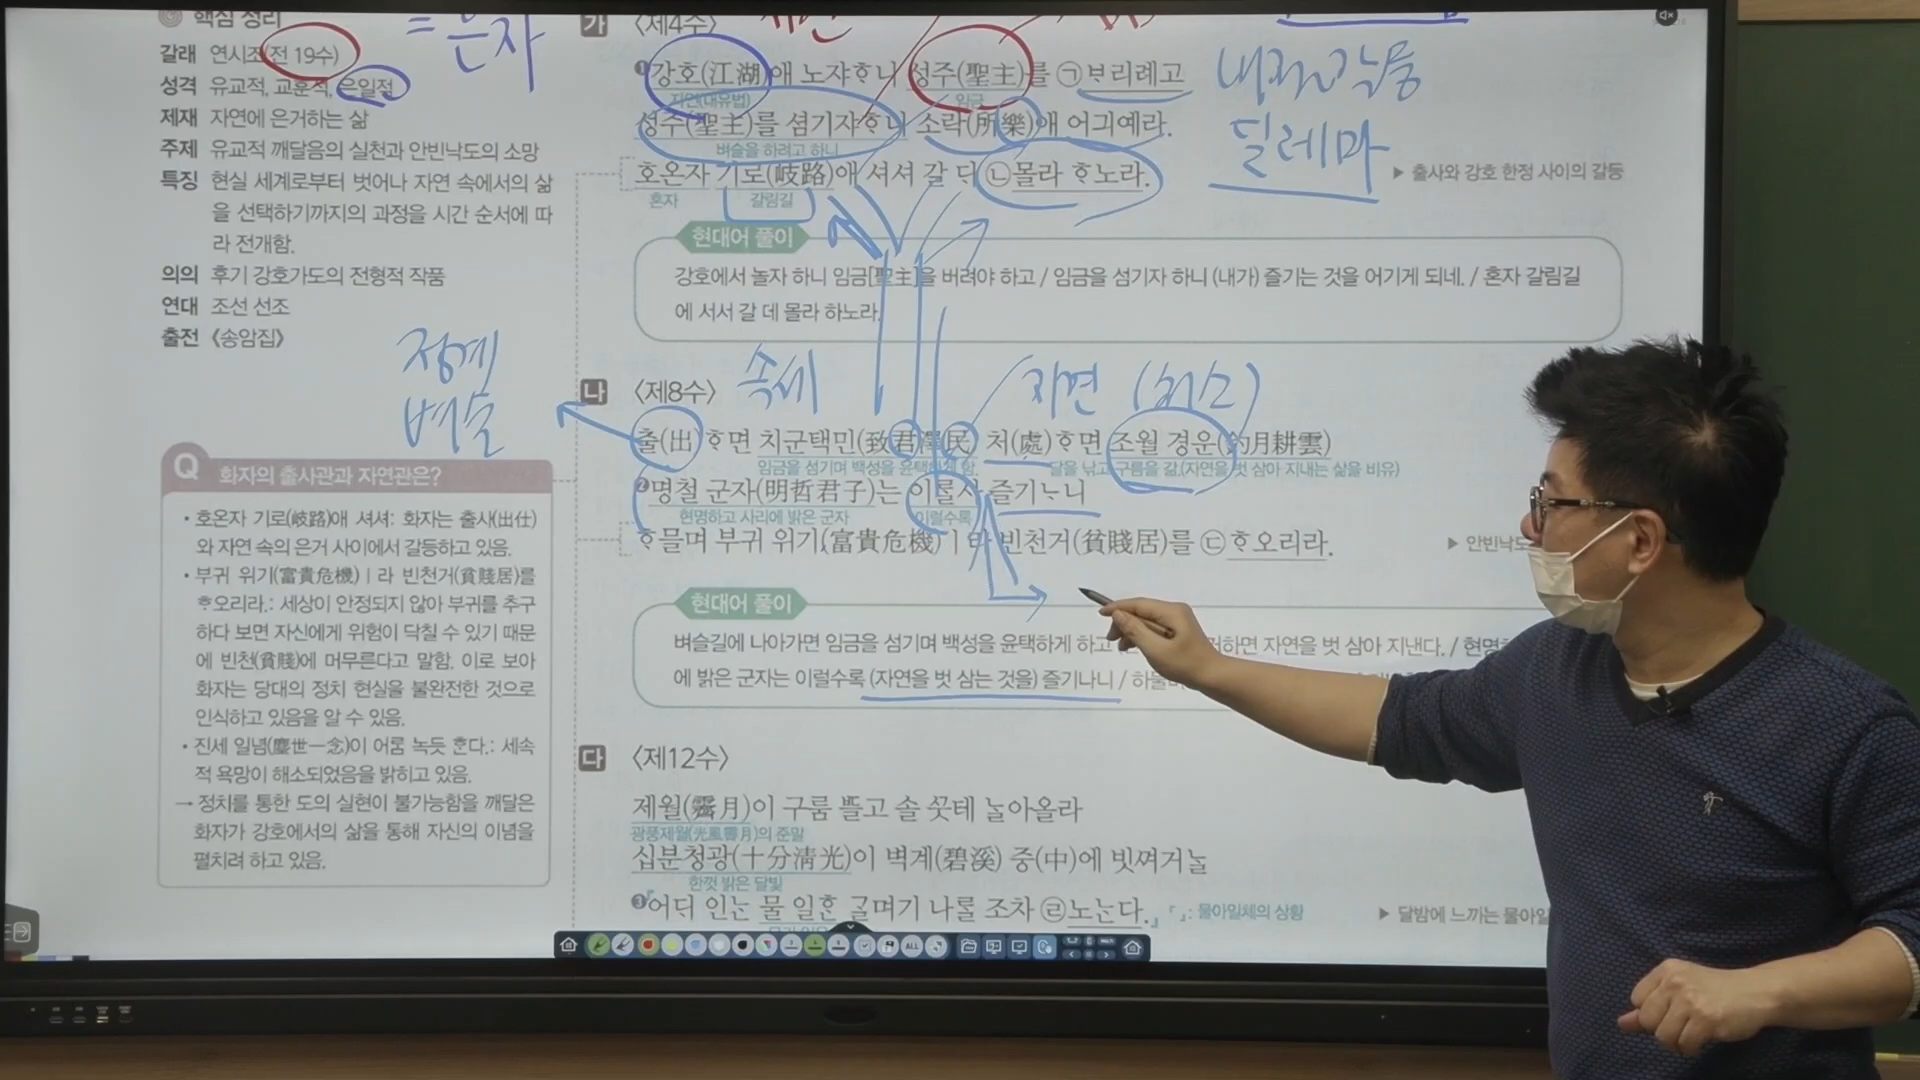 핵심 정리
갈래 연시조(전 19수)
성격 유교적, 교훈적, 은일적
제재 자연에 은거하는 삶
주제 유교적 깨달음의 실천과 안빈낙도의 소망
특징 현실 세계로부터 벗어나 자연 속에서의 삶
을 선택하기까지의 과정을 시간 순서에 따
라 전개함.
의의 후기 강호가도의 전형적 작품
연대 조선 선조
출전 《송암집》
= 은자
정계
벼슬
Q 화자의 출사관과 자연관은?
• 호온자 기로(岐路)애 셔셔: 화자는 출사(出仕)
와 자연 속의 은거 사이에서 갈등하고 있음.
• 부귀 위기(富貴危機)ㅣ라 빈천거(貧賤居)를
ᄒᆞ오리라.: 세상이 안정되지 않아 부귀를 추구
하다 보면 자신에게 위험이 닥칠 수 있기 때문
에 빈천(貧賤)에 머무른다고 말함. 이로 보아
화자는 당대의 정치 현실을 불완전한 것으로
인식하고 있음을 알 수 있음.
• 진세 일념(塵世一念)이 어룸 녹듯 ᄒᆞᆫ다.: 세속
적 욕망이 해소되었음을 밝히고 있음.
→ 정치를 통한 도의 실현이 불가능함을 깨달은
화자가 강호에서의 삶을 통해 자신의 이념을
펼치려 하고 있음.
가 〈제4수〉
❶강호(江湖)애 노쟈ᄒᆞ니 성주(聖主)를 ㉠ᄇᆞ리례고
자연(대유법) 임금
성주(聖主)를 셤기쟈ᄒᆞ니 소락(所樂)애 어긔예라.
벼슬을 하려고 하니
호온자 기로(岐路)애 셔셔 갈 ᄃᆡ ㉡몰라 ᄒᆞ노라.
혼자 갈림길
▶ 출사와 강호 한정 사이의 갈등
내적갈등
딜레마
현대어 풀이
강호에서 놀자 하니 임금[聖主]을 버려야 하고 / 임금을 섬기자 하니 (내가) 즐기는 것을 어기게 되네. / 혼자 갈림길
에 서서 갈 데 몰라 하노라.
나 〈제8수〉
속세
자연
출(出)ᄒᆞ면 치군택민(致君澤民) 처(處)ᄒᆞ면 조월 경운(釣月耕雲)
임금을 섬기며 백성을 윤택하게 함. 달을 낚고 구름을 갊.(자연을 벗 삼아 지내는 삶을 비유)
❷명철 군자(明哲君子)는 이룰사 즐기ᄂᆞ니
현명하고 사리에 밝은 군자 이럴수록
ᄒᆞ믈며 부귀 위기(富貴危機)ㅣ라 빈천거(貧賤居)를 ㉢ᄒᆞ오리라.
▶ 안빈낙도
현대어 풀이
벼슬길에 나아가면 임금을 섬기며 백성을 윤택하게 하고 하면 자연을 벗 삼아 지낸다. / 현명
에 밝은 군자는 이럴수록 (자연을 벗 삼는 것을) 즐기나니 /
다 〈제12수〉
제월(霽月)이 구룸 ᄠᅳᆯ고 솔 ᄭᅳᆺ테 ᄂᆞᆯ아올라
광풍제월(光風霽月)의 준말
십분청광(十分淸光)이 벽계(碧溪) 중(中)에 빗ᄭᅧ거ᄂᆞᆯ
한껏 밝은 달빛
❸『어ᄃᆡ 인ᄂᆞᆫ 믈 일ᄒᆞᆫ ᄀᆞᆯ며기 나ᄅᆞᆯ 조차 ㉣노ᄂᆞᆫ다.』 『 』: 물아일체의 상황
▶ 달밤에 느끼는 물아일
ALL